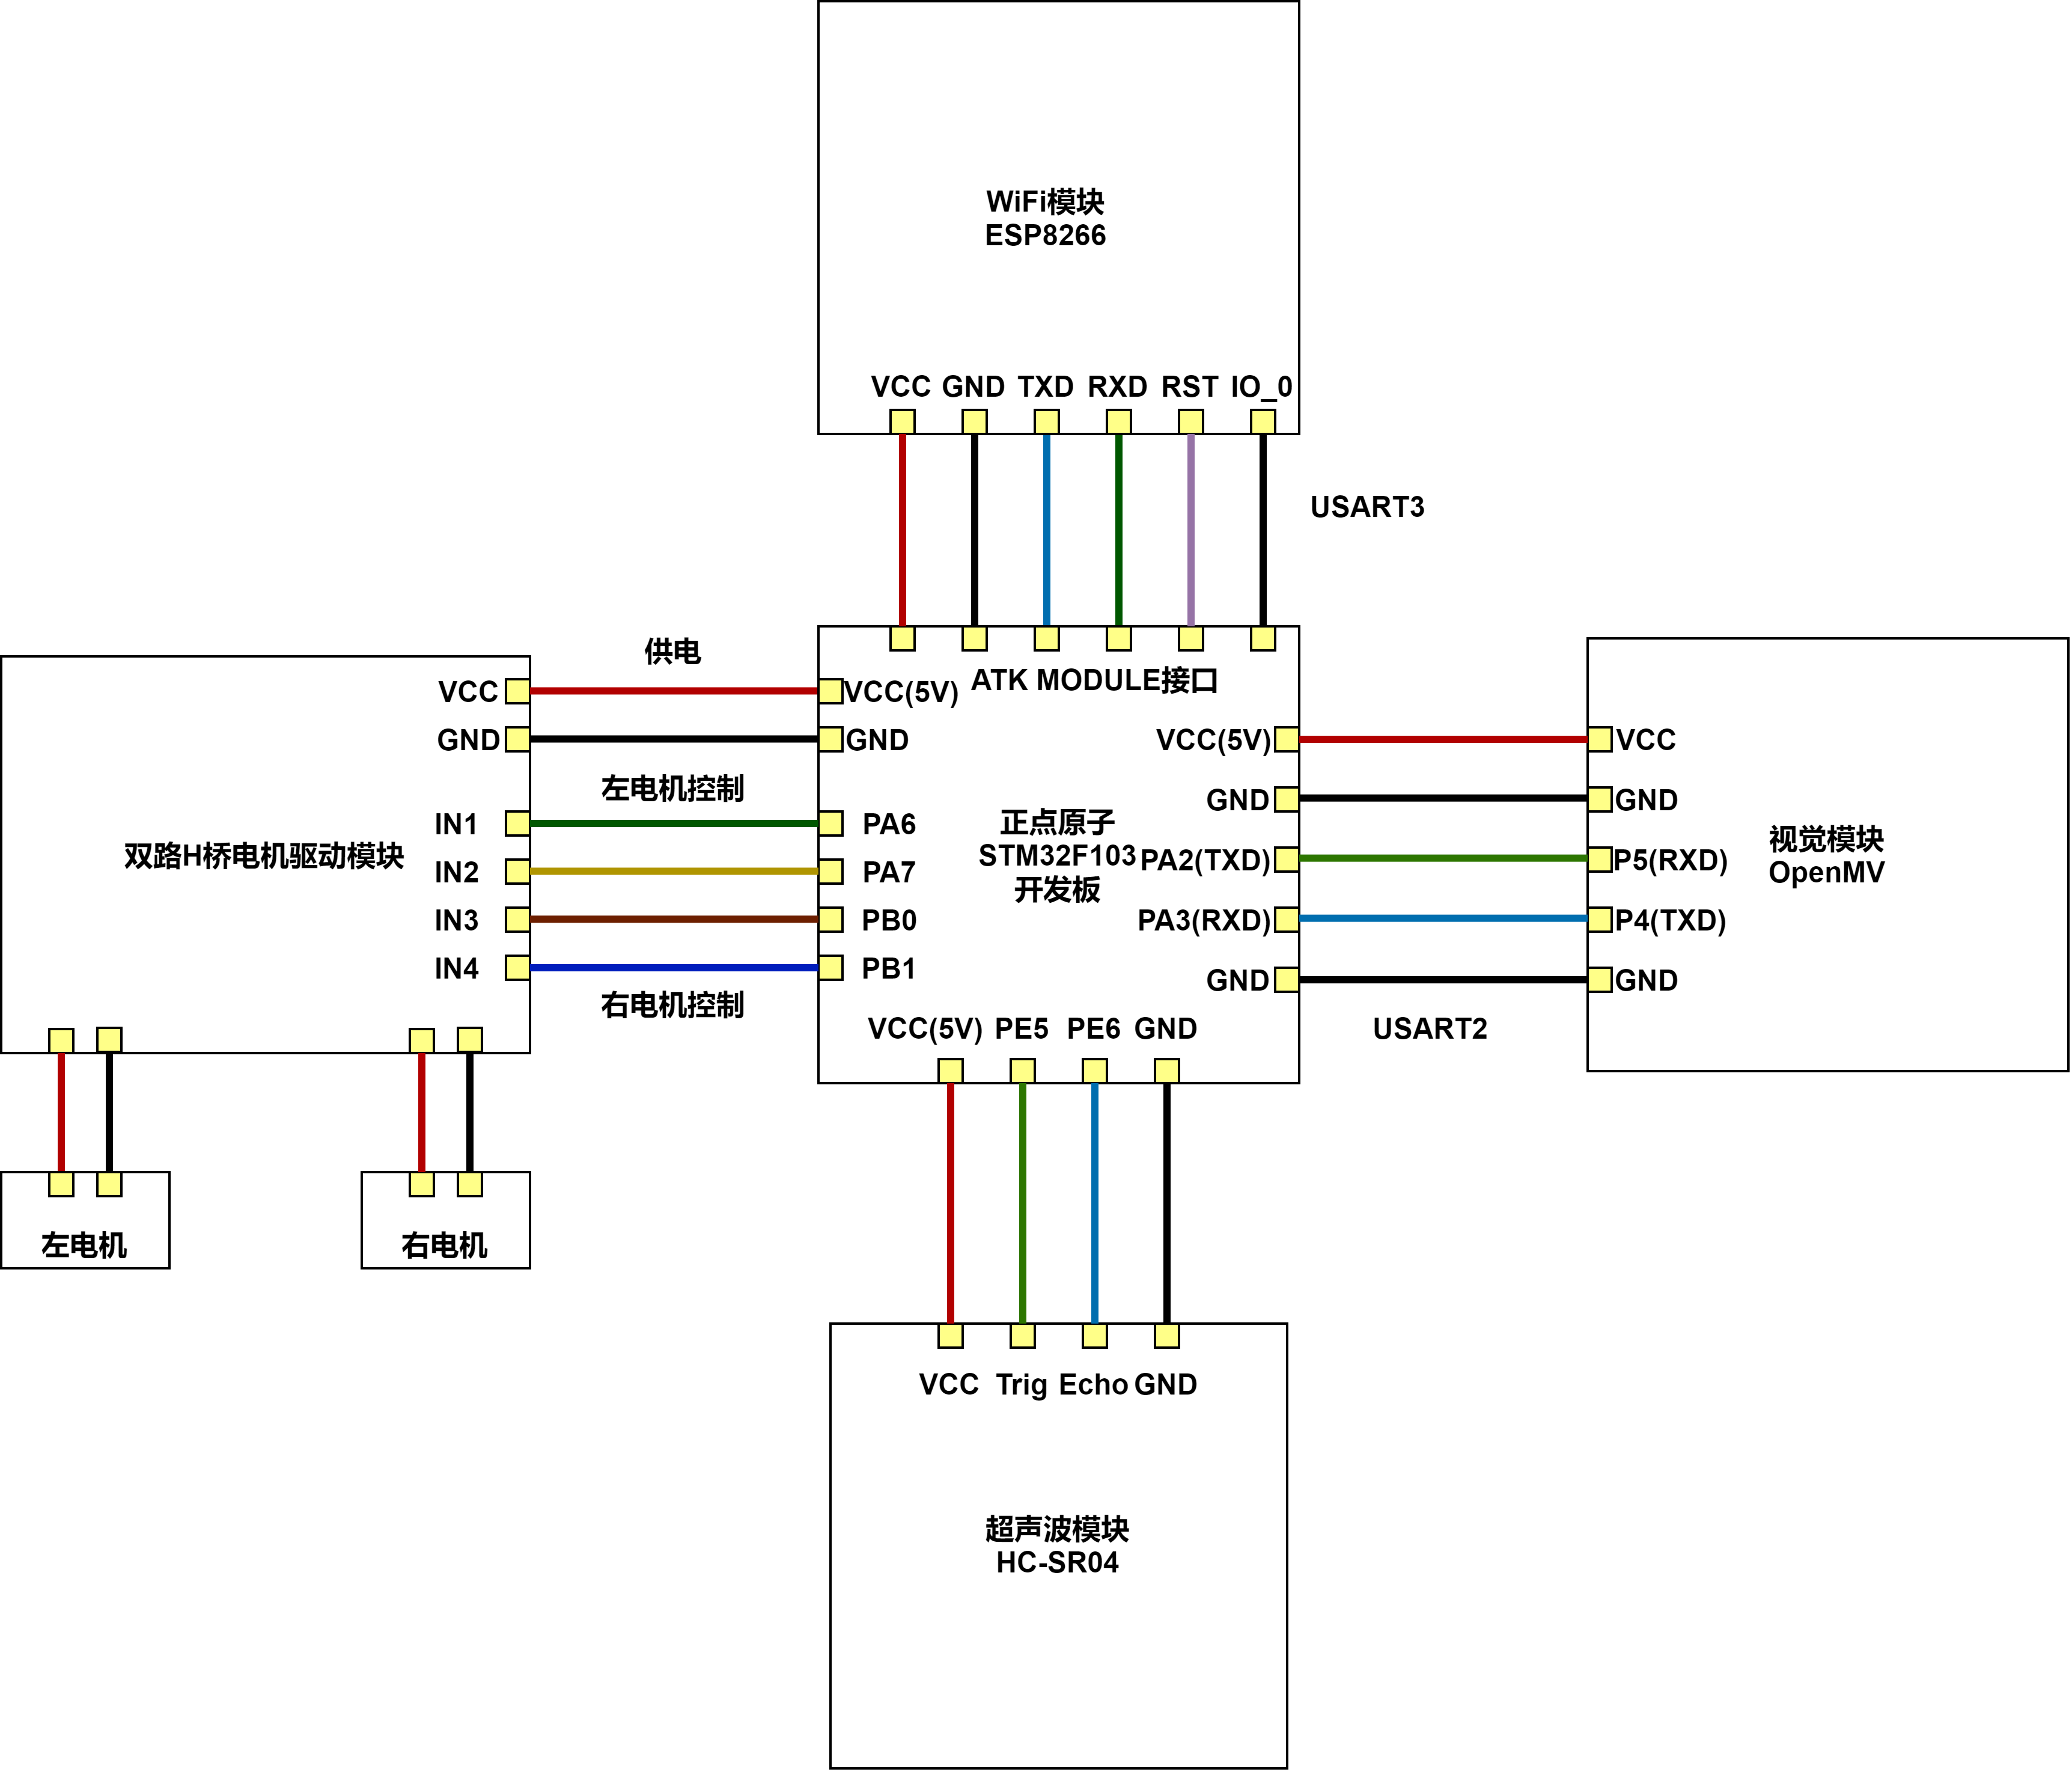 WiFi模块
ESP8266
VCC GND TXD RXD RST IO_0
USART3
供电
ATK MODULE接口
VCC
GND
IN1
IN2
IN3
IN4
双路H桥电机驱动模块
左电机控制
右电机控制
VCC(5V)
GND
PA6
PA7
PB0
PB1
正点原子
STM32F103
开发板
VCC(5V)
GND
PA2(TXD)
PA3(RXD)
GND
VCC
GND
P5(RXD)
P4(TXD)
GND
视觉模块
OpenMV
USART2
VCC(5V) PE5 PE6 GND
左电机
右电机
VCC Trig Echo GND
超声波模块
HC-SR04